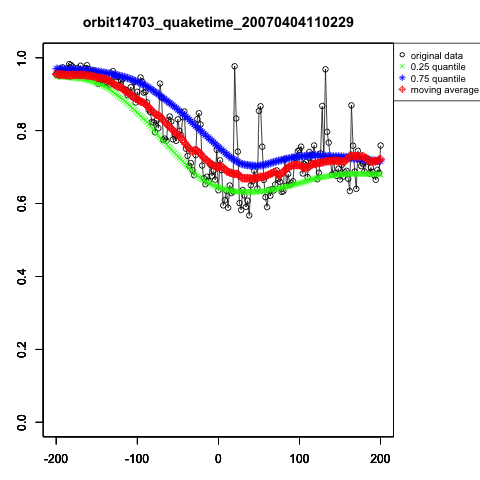 orbit14703_quaketime_20070404110229
original data
0.25 quantile
0.75 quantile
moving average
1.0
0.8
0.6
0.4
0.2
0.0
-200 -100 0 100 200